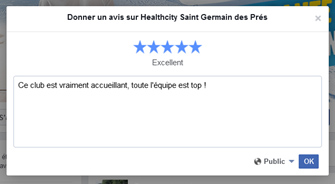 Donner un avis sur Healthcity Saint Germain des Prés
Excellent
Ce club est vraiment accueillant, toute l'équipe est top !
Public
OK